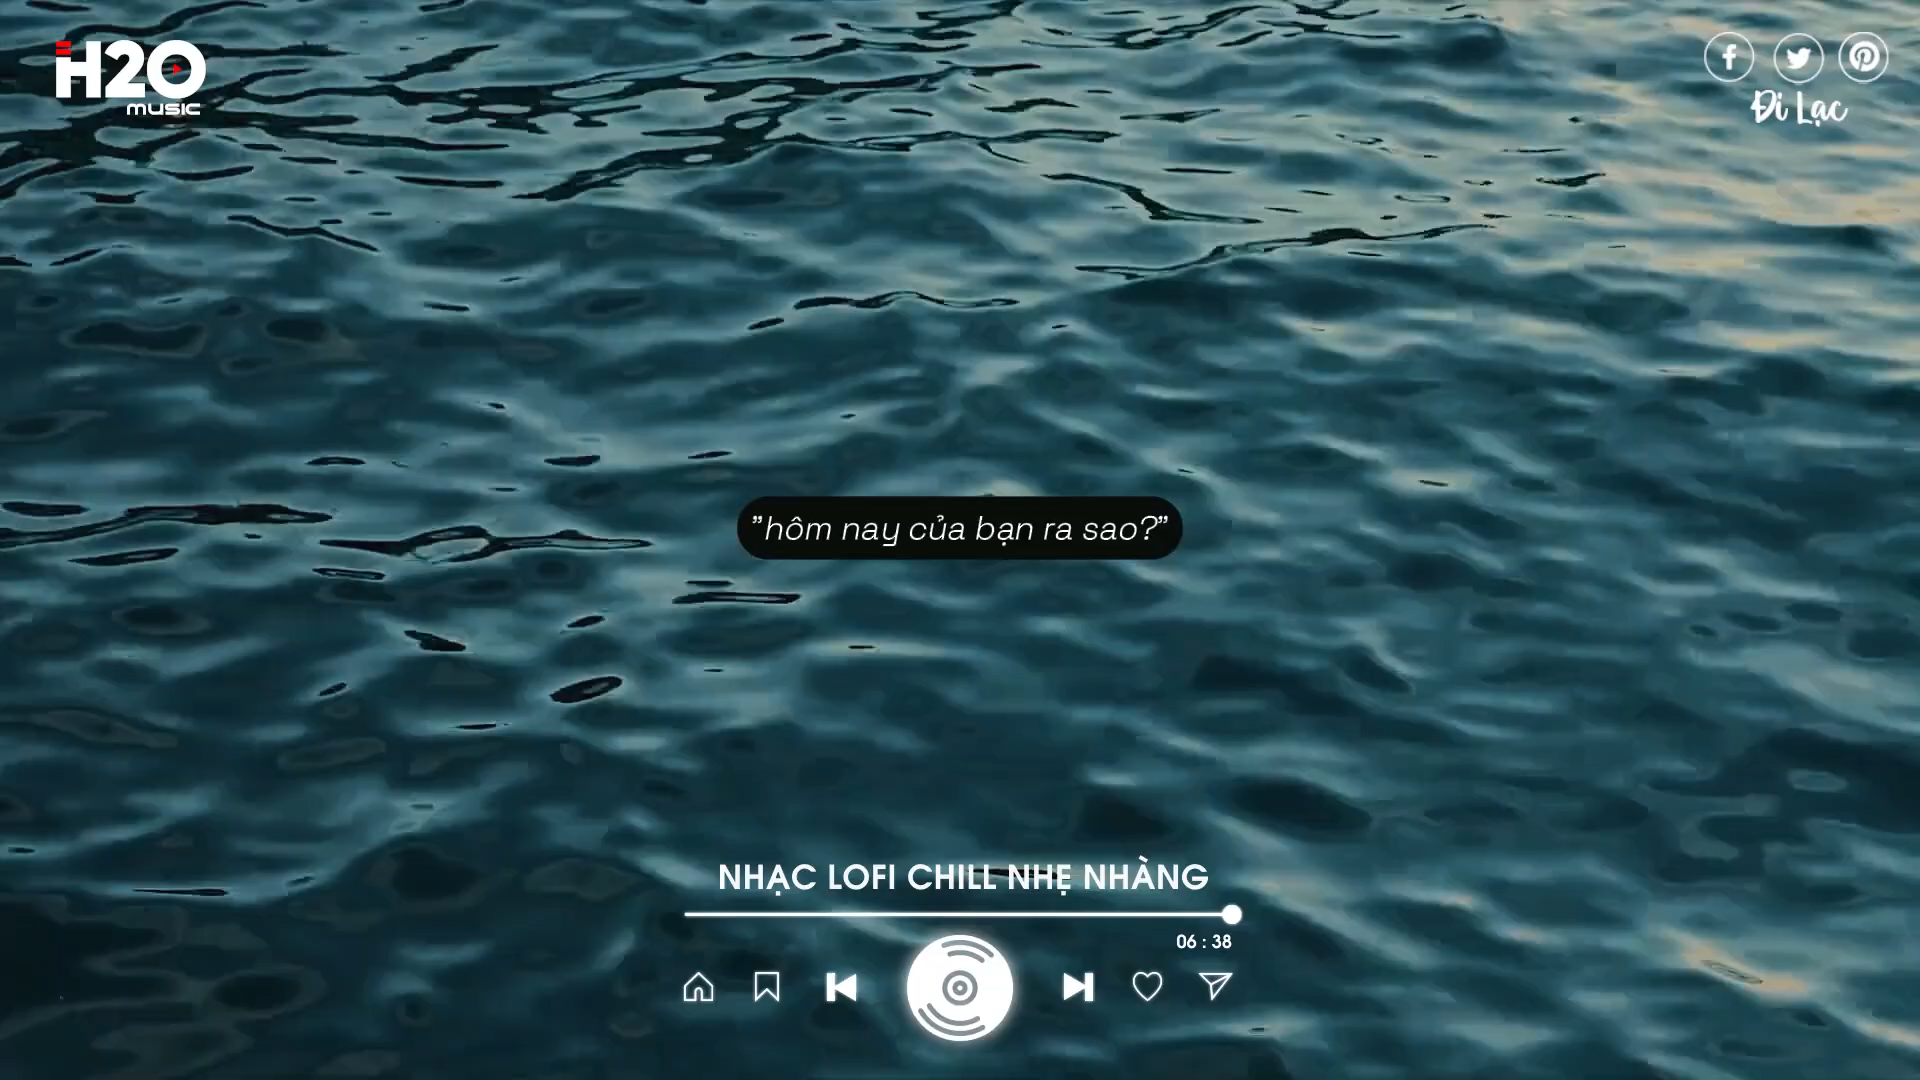 H2O
music
Đi Lạc
"hôm nay của bạn ra sao?"
NHẠC LOFI CHILL NHẸ NHÀNG
06 : 38